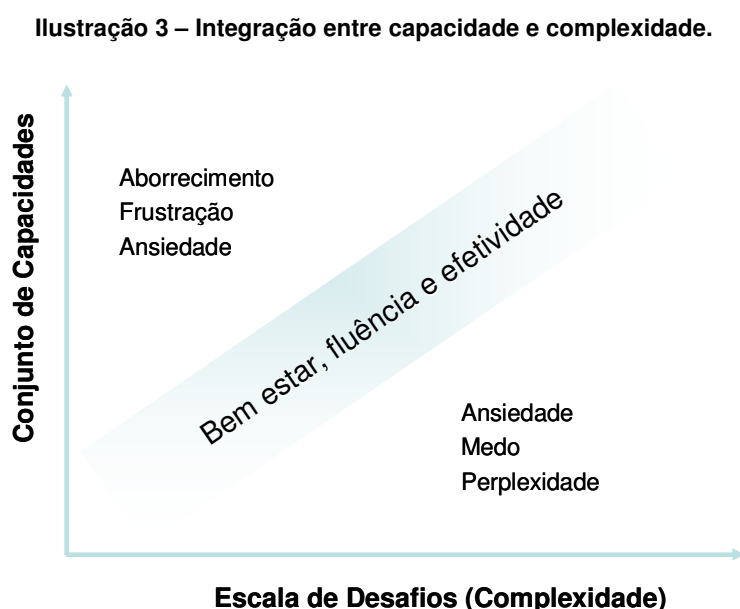 Ilustração 3 – Integração entre capacidade e complexidade.
Conjunto de Capacidades
Aborrecimento
Frustração
Ansiedade
Bem estar, fluência e efetividade
Ansiedade
Medo
Perplexidade
Escala de Desafios (Complexidade)